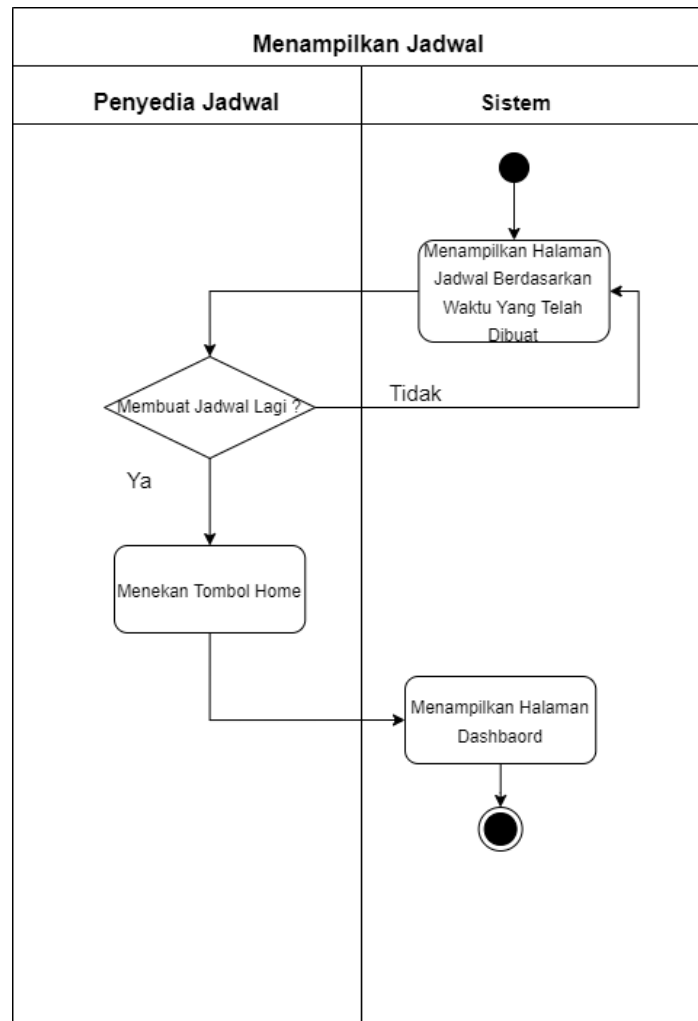 Menampilkan Jadwal
Penyedia Jadwal
Sistem
Menampilkan Halaman
Jadwal Berdasarkan
Waktu Yang Telah
Dibuat
Membuat Jadwal Lagi ?
Tidak
Ya
Menekan Tombol Home
Menampilkan Halaman
Dashbaord